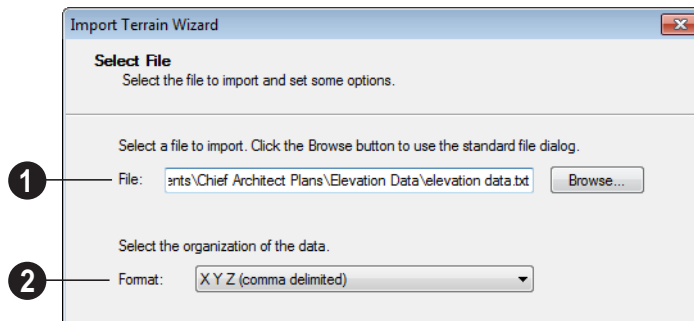 Import Terrain Wizard
Select File
Select the file to import and set some options.
Select a file to import. Click the Browse button to use the standard file dialog.
1 File: ents\Chief Architect Plans\Elevation Data\elevation data.txt Browse...
Select the organization of the data.
2 Format: X Y Z (comma delimited)